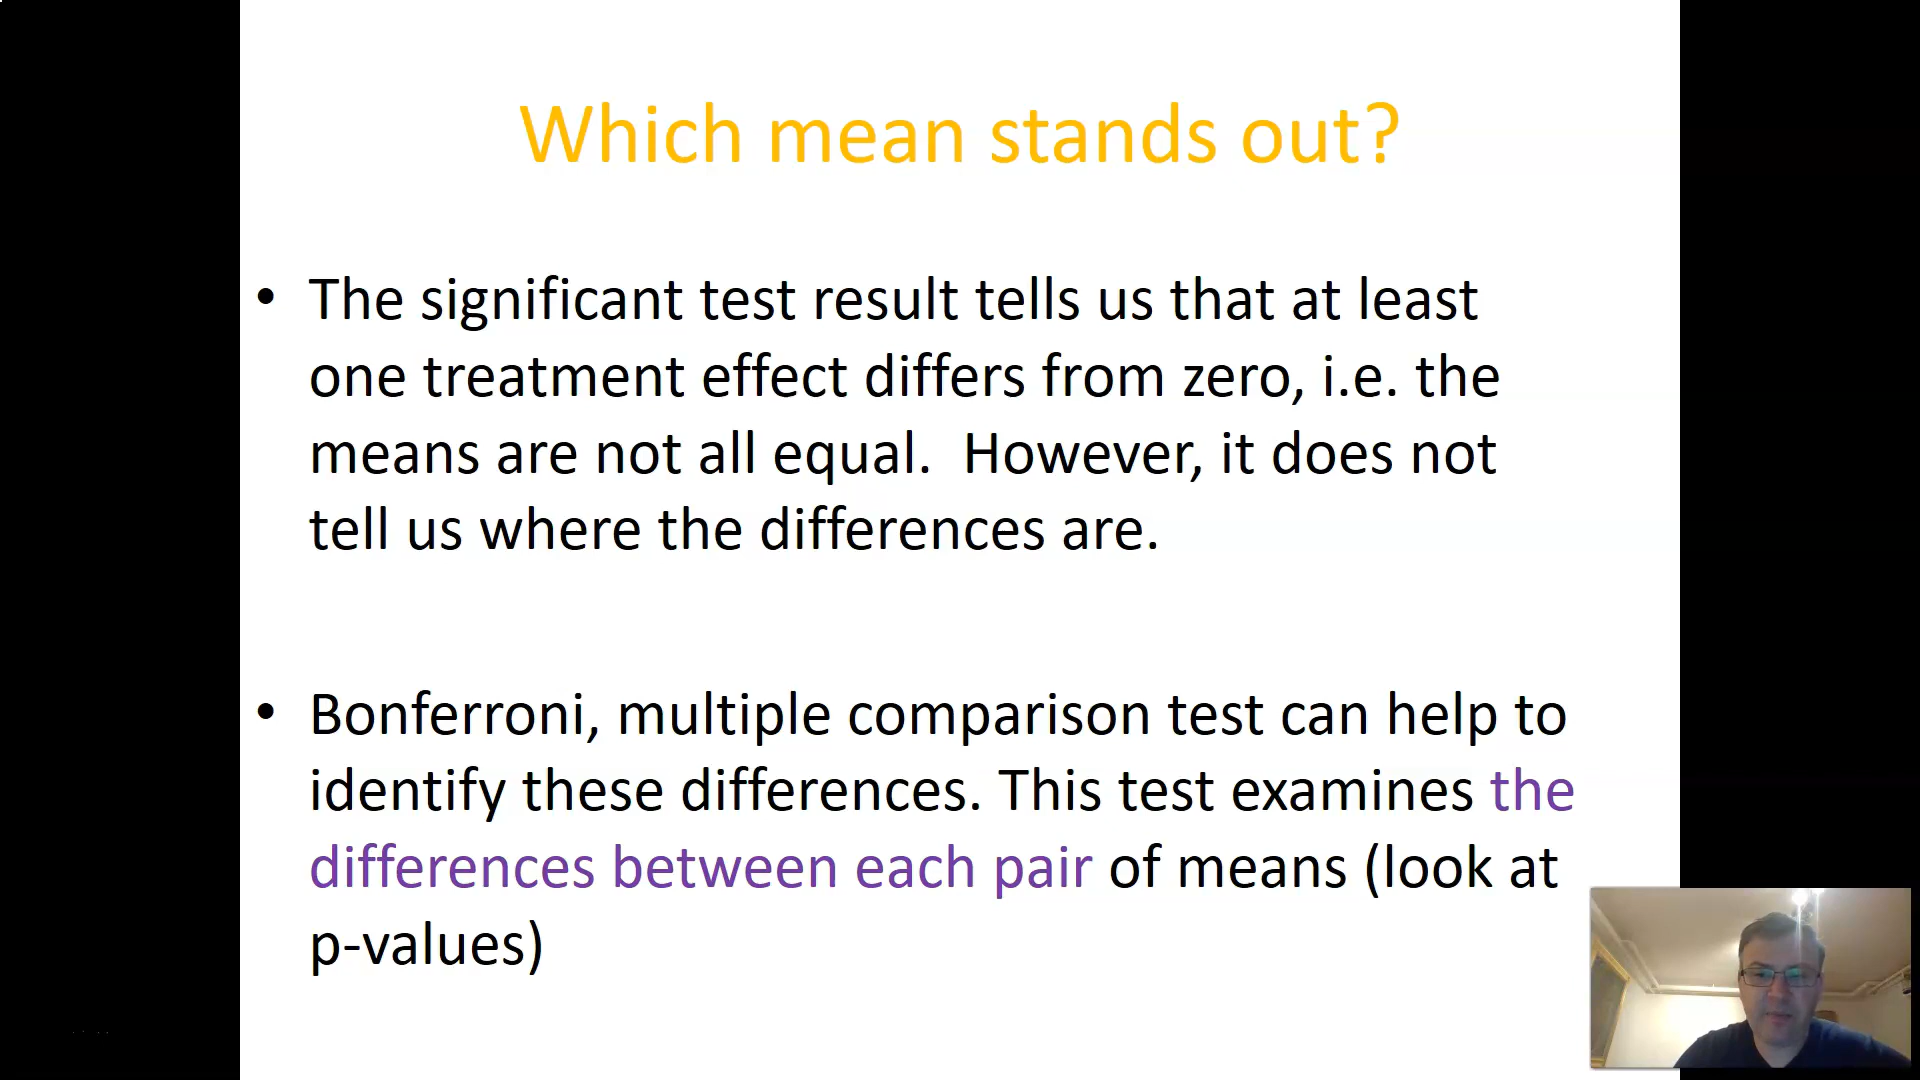 Which mean stands out?
• The significant test result tells us that at least
one treatment effect differs from zero, i.e. the
means are not all equal.  However, it does not
tell us where the differences are.
• Bonferroni, multiple comparison test can help to
identify these differences. This test examines the
differences between each pair of means (look at
p-values)